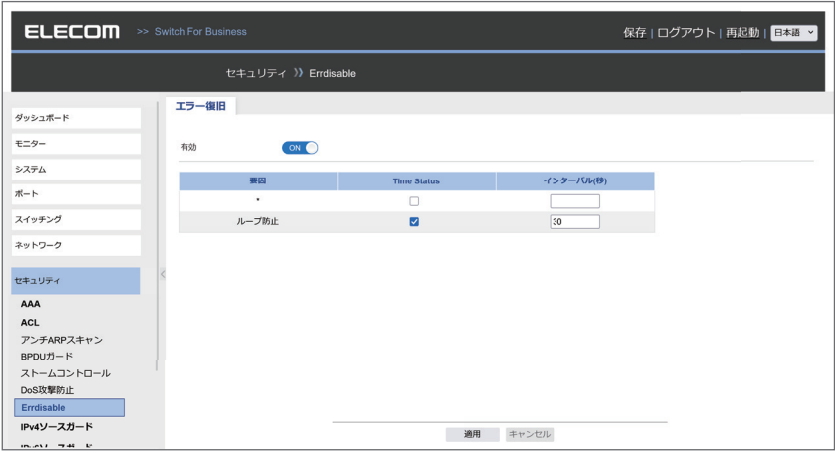 ELECOM >> Switch For Business 保存 | ログアウト | 再起動 | 日本語
セキュリティ 》 Errdisable
エラー復旧
ダッシュボード
モニター
システム
ポート
スイッチング
ネットワーク
セキュリティ
AAA
ACL
アンチARPスキャン
BPDUガード
ストームコントロール
DoS攻撃防止
Errdisable
IPv4ソースガード
有効 ON
要因 Time Status インターバル(秒)
*
ループ防止 30
適用 キャンセル